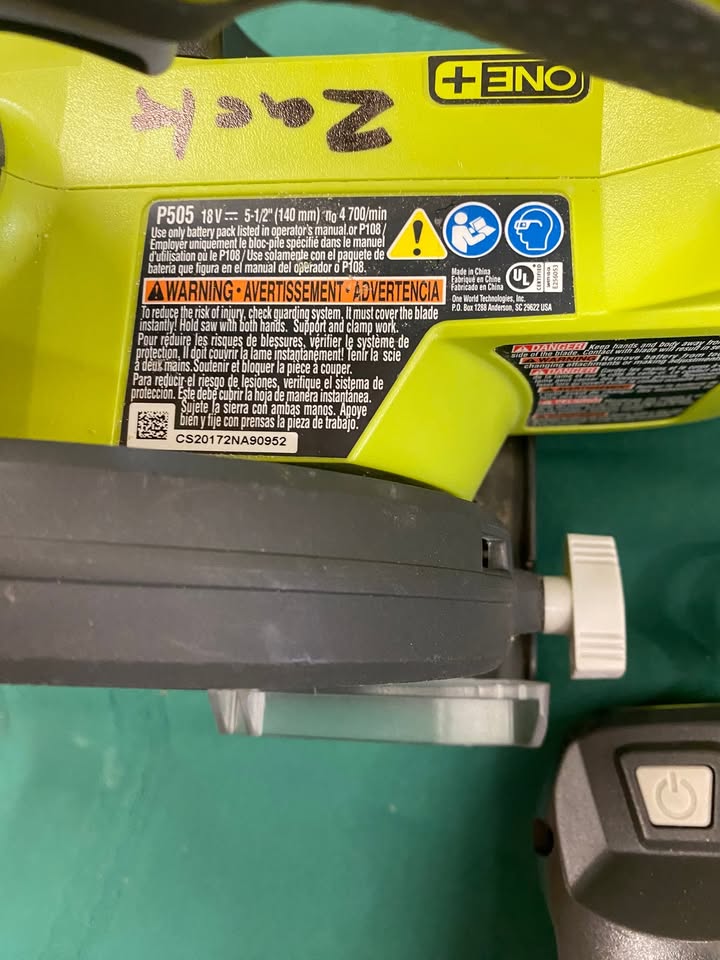 ONE+
Zack
P505 18 V ⎓ 5-1/2" (140 mm) no 4 700/min
Use only battery pack listed in operator's manual.or P108 /
Employer uniquement le bloc-pile spécifié dans le manuel
d'utilisation où le P108 / Use solamente con el paquete de
batería que figura en el manual del operador o P108.
WARNING • AVERTISSEMENT • ADVERTENCIA
To reduce the risk of injury, check guarding system. It must cover the blade
instantly! Hold saw with both hands. Support and clamp work.
Pour réduire les risques de blessures, vérifier le système de
protection. Il doit couvrir la lame instantanément! Tenir la scie
à deux mains.Soutenir et bloquer la pièce à couper.
Para reducir el riesgo de lesiones, verifique el sistema de
protección. Este debe cubrir la hoja de manera instantánea.
Sujete la sierra con ambas manos. Apoye
bien y fije con prensas la pieza de trabajo.
CS20172NA90952
Made in China
Fabriqué en Chine
Fabricado en China
UL
CERTIFIED
E256053
One World Technologies, Inc.
P.O. Box 1288 Anderson, SC 29622 USA
DANGER! Keep hands and body away from
side of the blade. Contact with blade will result in se
WARNING Remove battery from to
changing attachments or making
DANGER!